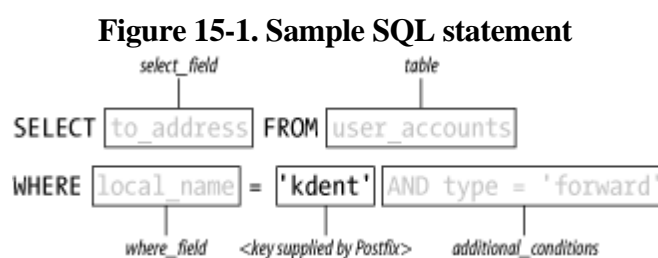 Figure 15-1. Sample SQL statement
select_field table
SELECT to_address FROM user_accounts
WHERE local_name = 'kdent' AND type = 'forward'
where_field <key supplied by Postfix> additional_conditions